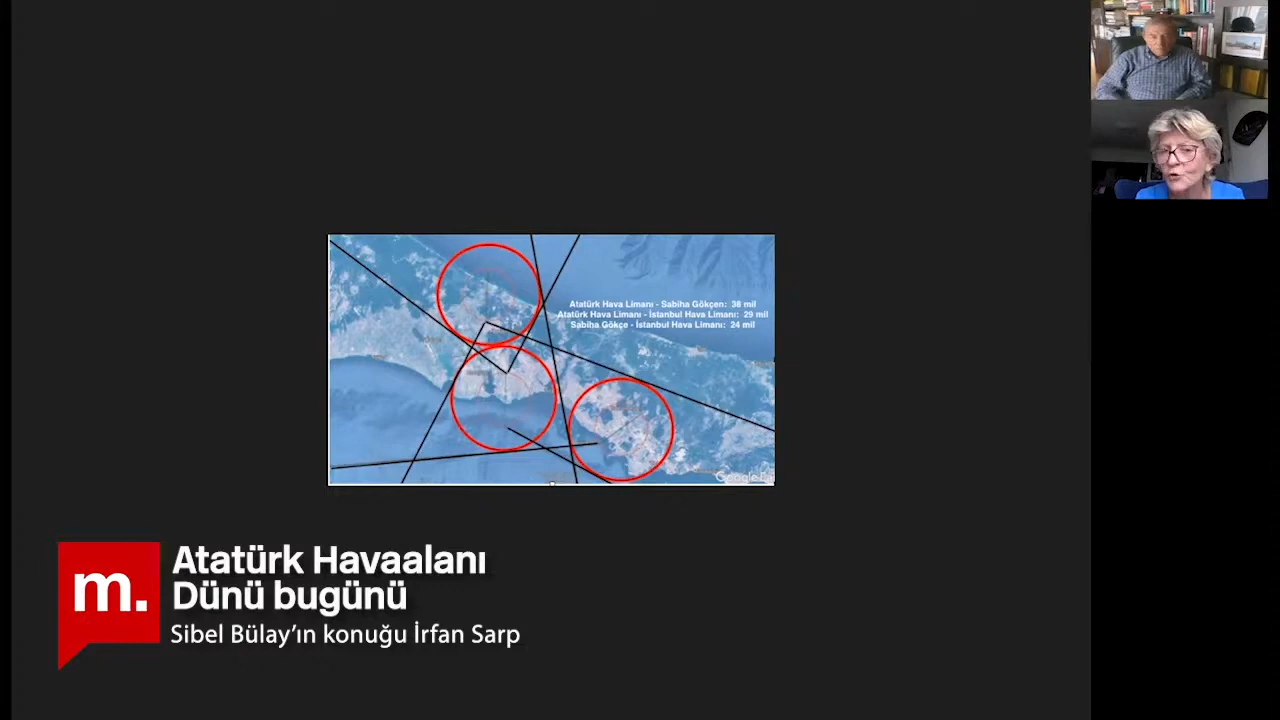 Atatürk Hava Limanı - Sabiha Gökçen: 38 mil
Atatürk Hava Limanı - İstanbul Hava Limanı: 29 mil
Sabiha Gökçe - İstanbul Hava Limanı: 24 mil
m.
Atatürk Havaalanı
Dünü bugünü
Sibel Bülay’ın konuğu İrfan Sarp